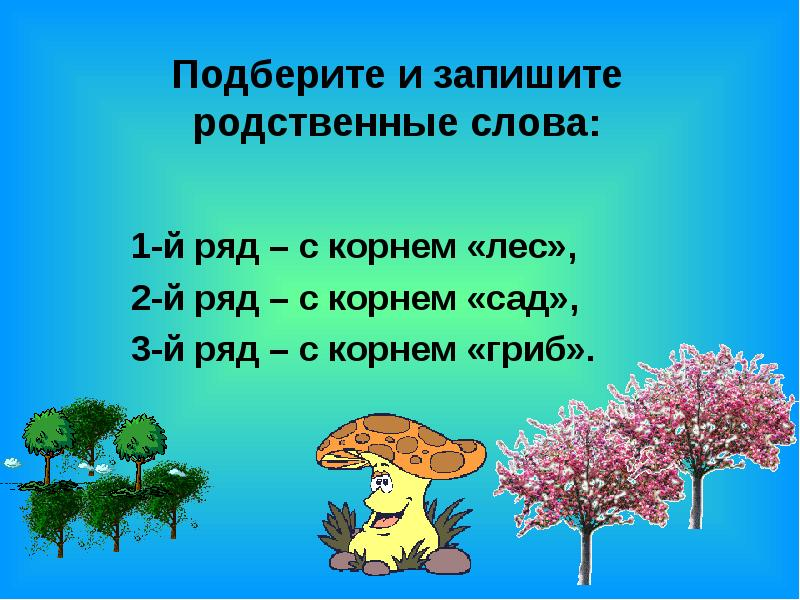 Подберите и запишите
родственные слова:
1-й ряд – с корнем «лес»,
2-й ряд – с корнем «сад»,
3-й ряд – с корнем «гриб».